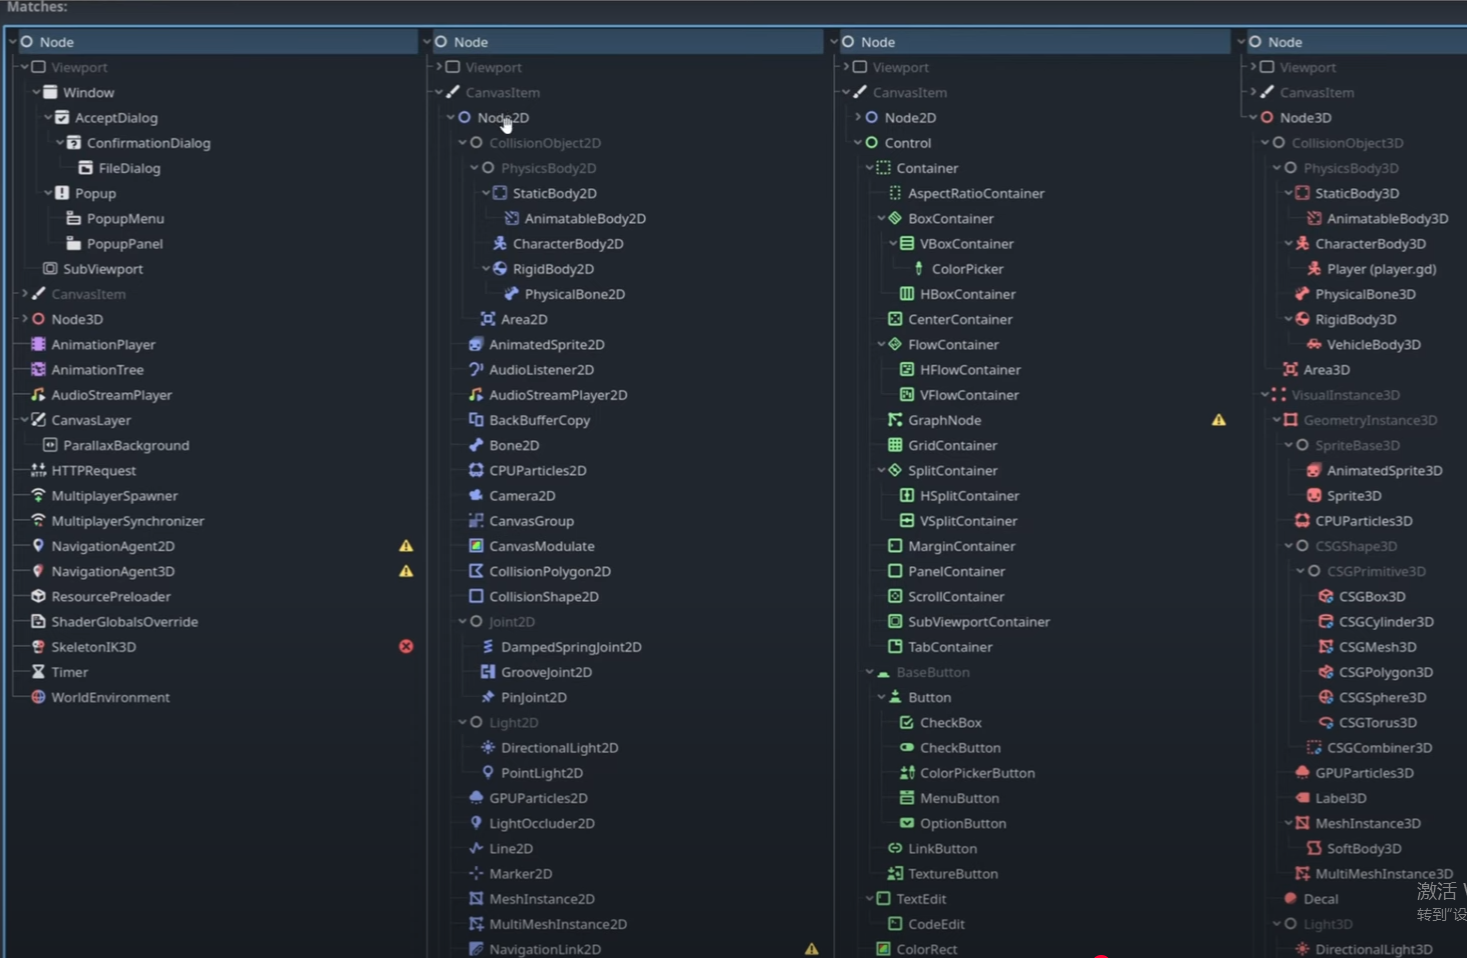 Matches:
Node
Viewport
Window
AcceptDialog
ConfirmationDialog
FileDialog
Popup
PopupMenu
PopupPanel
SubViewport
CanvasItem
Node3D
AnimationPlayer
AnimationTree
AudioStreamPlayer
CanvasLayer
ParallaxBackground
HTTPRequest
MultiplayerSpawner
MultiplayerSynchronizer
NavigationAgent2D
NavigationAgent3D
ResourcePreloader
ShaderGlobalsOverride
SkeletonIK3D
Timer
WorldEnvironment
Node
Viewport
CanvasItem
Node2D
CollisionObject2D
PhysicsBody2D
StaticBody2D
AnimatableBody2D
CharacterBody2D
RigidBody2D
PhysicalBone2D
Area2D
AnimatedSprite2D
AudioListener2D
AudioStreamPlayer2D
BackBufferCopy
Bone2D
CPUParticles2D
Camera2D
CanvasGroup
CanvasModulate
CollisionPolygon2D
CollisionShape2D
Joint2D
DampedSpringJoint2D
GrooveJoint2D
PinJoint2D
Light2D
DirectionalLight2D
PointLight2D
GPUParticles2D
LightOccluder2D
Line2D
Marker2D
MeshInstance2D
MultiMeshInstance2D
NavigationLink2D
Node
Viewport
CanvasItem
Node2D
Control
Container
AspectRatioContainer
BoxContainer
VBoxContainer
ColorPicker
HBoxContainer
CenterContainer
FlowContainer
HFlowContainer
VFlowContainer
GraphNode
GridContainer
SplitContainer
HSplitContainer
VSplitContainer
MarginContainer
PanelContainer
ScrollContainer
SubViewportContainer
TabContainer
BaseButton
Button
CheckBox
CheckButton
ColorPickerButton
MenuButton
OptionButton
LinkButton
TextureButton
TextEdit
CodeEdit
ColorRect
Node
Viewport
CanvasItem
Node3D
CollisionObject3D
PhysicsBody3D
StaticBody3D
AnimatableBody3D
CharacterBody3D
Player (player.gd)
PhysicalBone3D
RigidBody3D
VehicleBody3D
Area3D
VisualInstance3D
GeometryInstance3D
SpriteBase3D
AnimatedSprite3D
Sprite3D
CPUParticles3D
CSGShape3D
CSGPrimitive3D
CSGBox3D
CSGCylinder3D
CSGMesh3D
CSGPolygon3D
CSGSphere3D
CSGTorus3D
CSGCombiner3D
GPUParticles3D
Label3D
MeshInstance3D
SoftBody3D
MultiMeshInstance3D
Decal
Light3D
DirectionalLight3D
激活
转到"设